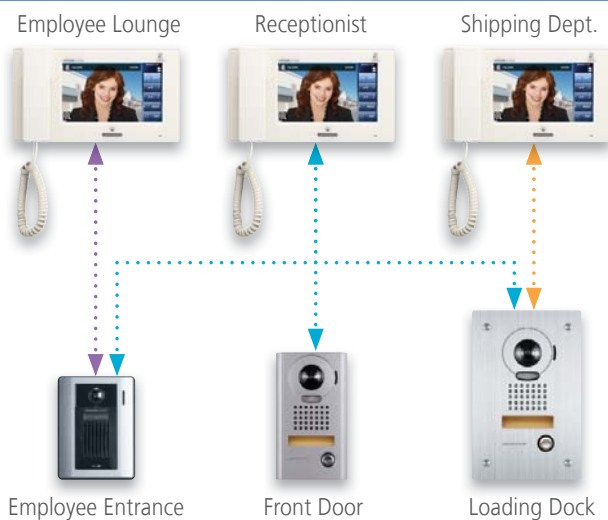 Employee Lounge
Receptionist
Shipping Dept.
Employee Entrance
Front Door
Loading Dock